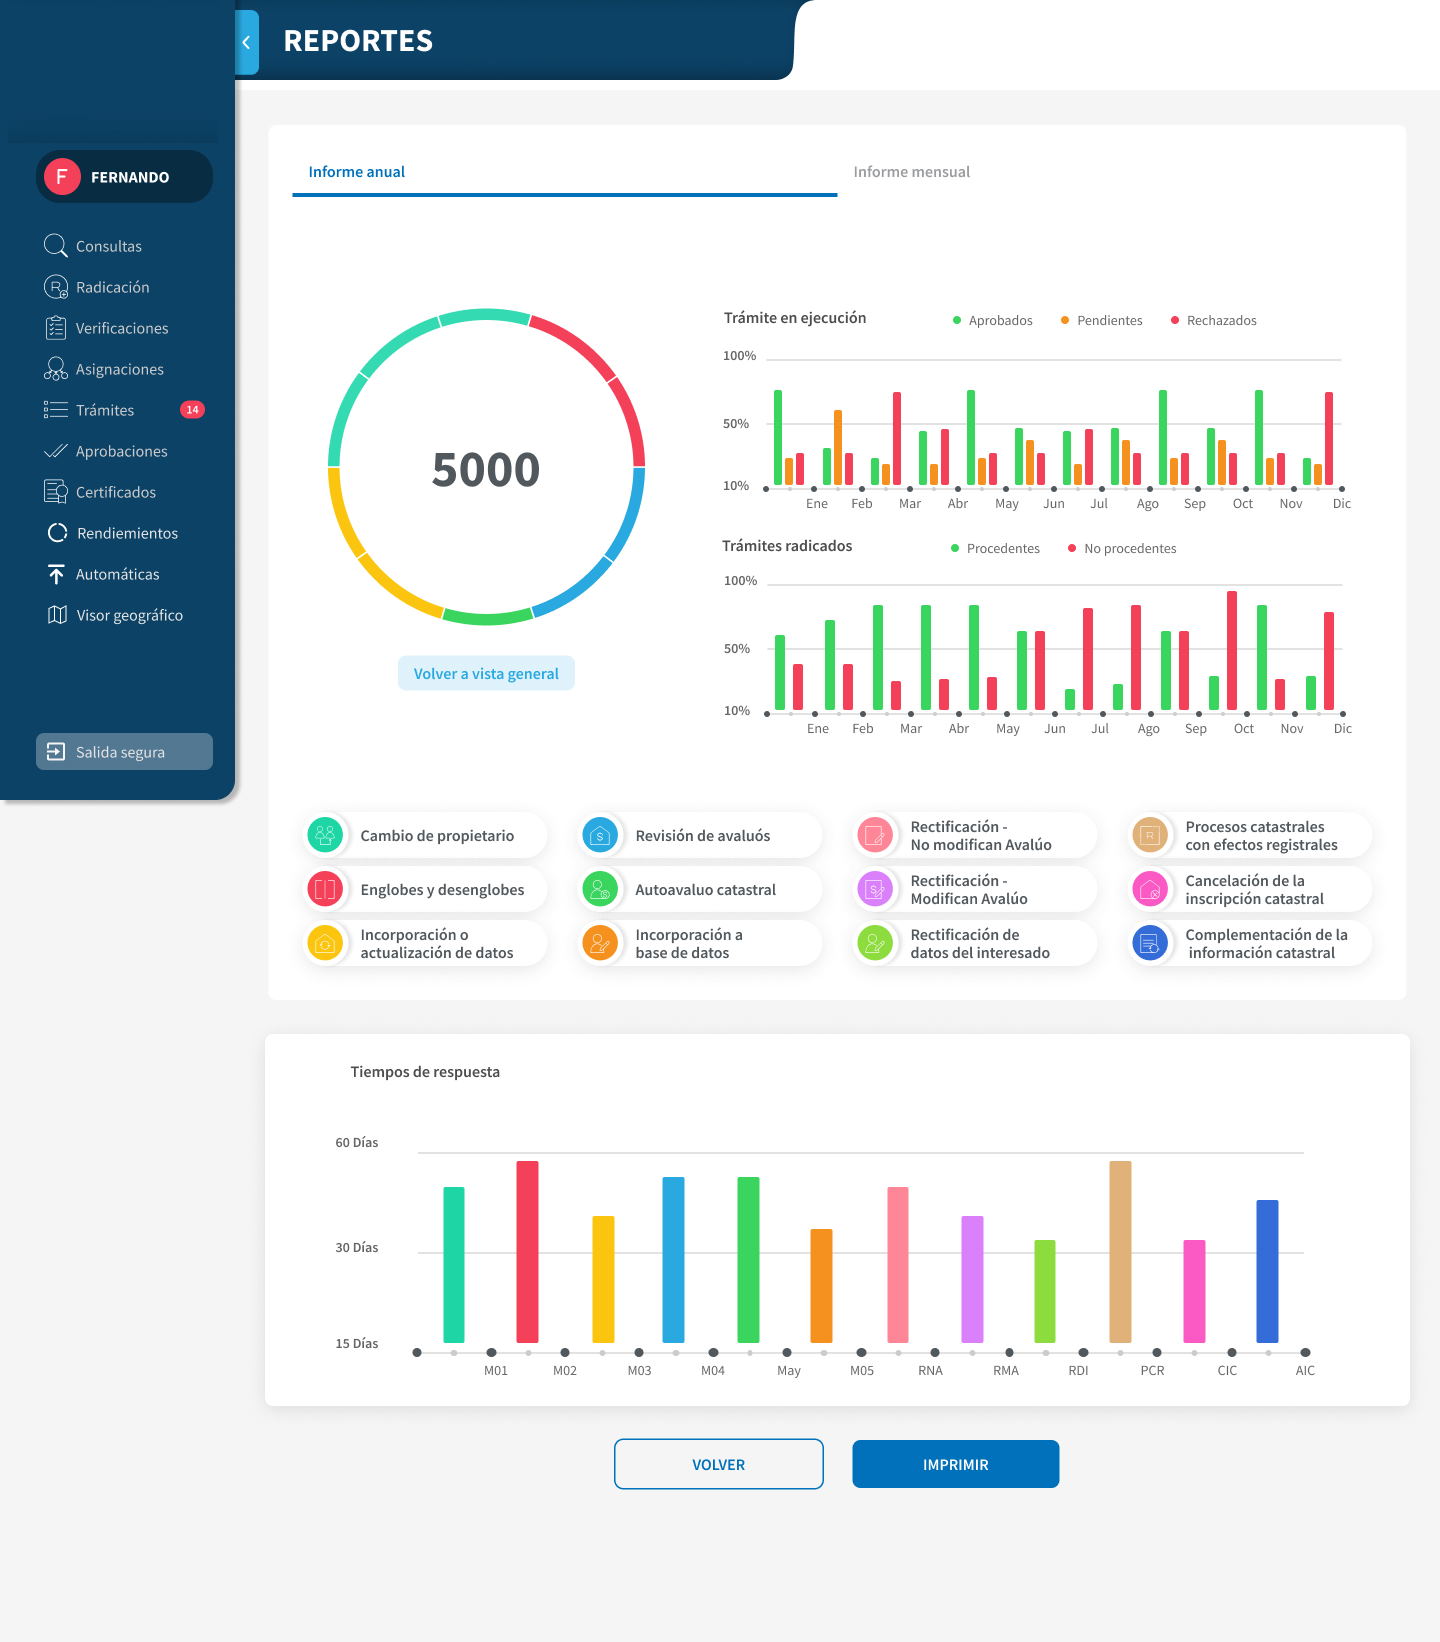 REPORTES
F FERNANDO
Consultas
Radicación
Verificaciones
Asignaciones
Trámites 14
Aprobaciones
Certificados
Rendiemientos
Automáticas
Visor geográfico
Salida segura
Informe anual
Informe mensual
5000
Volver a vista general
Trámite en ejecución
Aprobados Pendientes Rechazados
100%
50%
10%
Ene Feb Mar Abr May Jun Jul Ago Sep Oct Nov Dic
Trámites radicados
Procedentes No procedentes
100%
50%
10%
Ene Feb Mar Abr May Jun Jul Ago Sep Oct Nov Dic
Cambio de propietario
Revisión de avaluós
Rectificación -
No modifican Avalúo
Procesos catastrales
con efectos registrales
Englobes y desenglobes
Autoavaluo catastral
Rectificación -
Modifican Avalúo
Cancelación de la
inscripción catastral
Incorporación o
actualización de datos
Incorporación a
base de datos
Rectificación de
datos del interesado
Complementación de la
información catastral
Tiempos de respuesta
60 Días
30 Días
15 Días
M01 M02 M03 M04 May M05 RNA RMA RDI PCR CIC AIC
VOLVER
IMPRIMIR